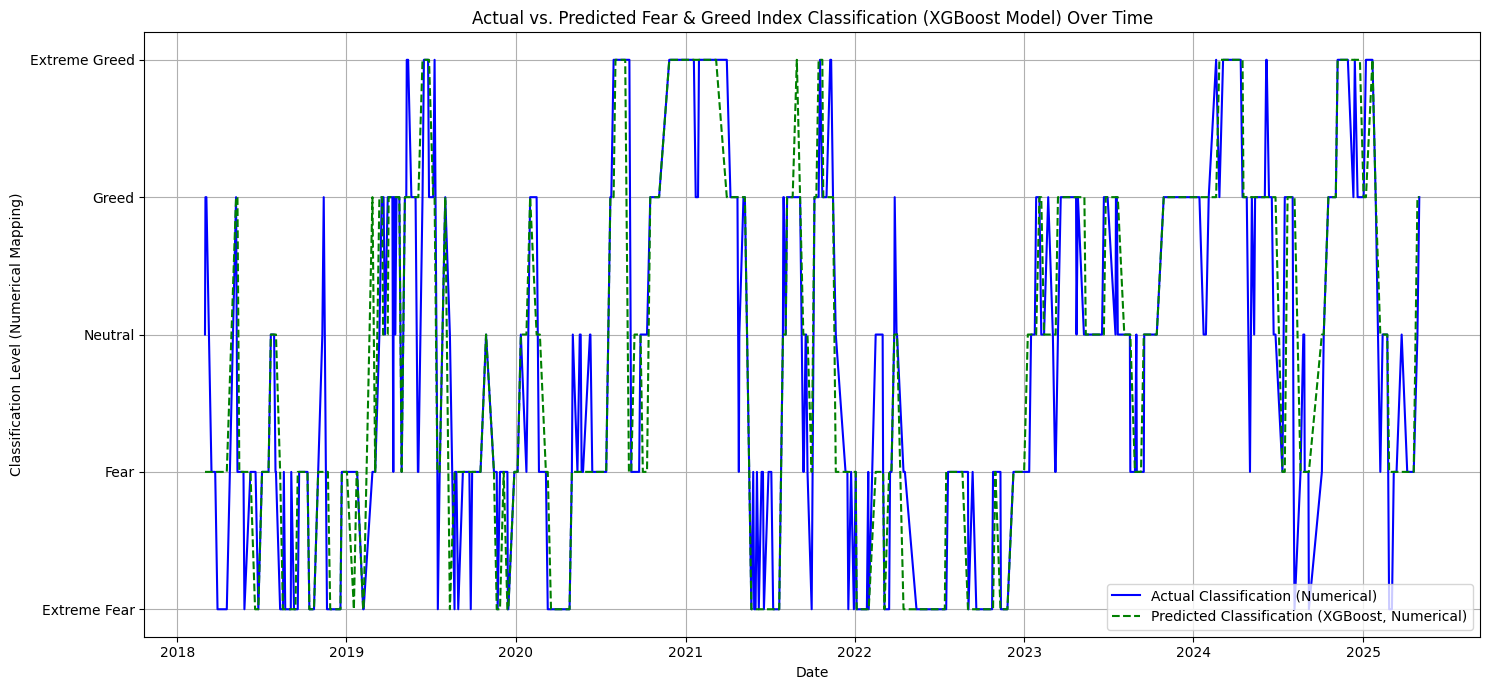 Actual vs. Predicted Fear & Greed Index Classification (XGBoost Model) Over Time
Classification Level (Numerical Mapping)
Extreme Greed
Greed
Neutral
Fear
Extreme Fear
Actual Classification (Numerical)
Predicted Classification (XGBoost, Numerical)
2018 2019 2020 2021 2022 2023 2024 2025
Date